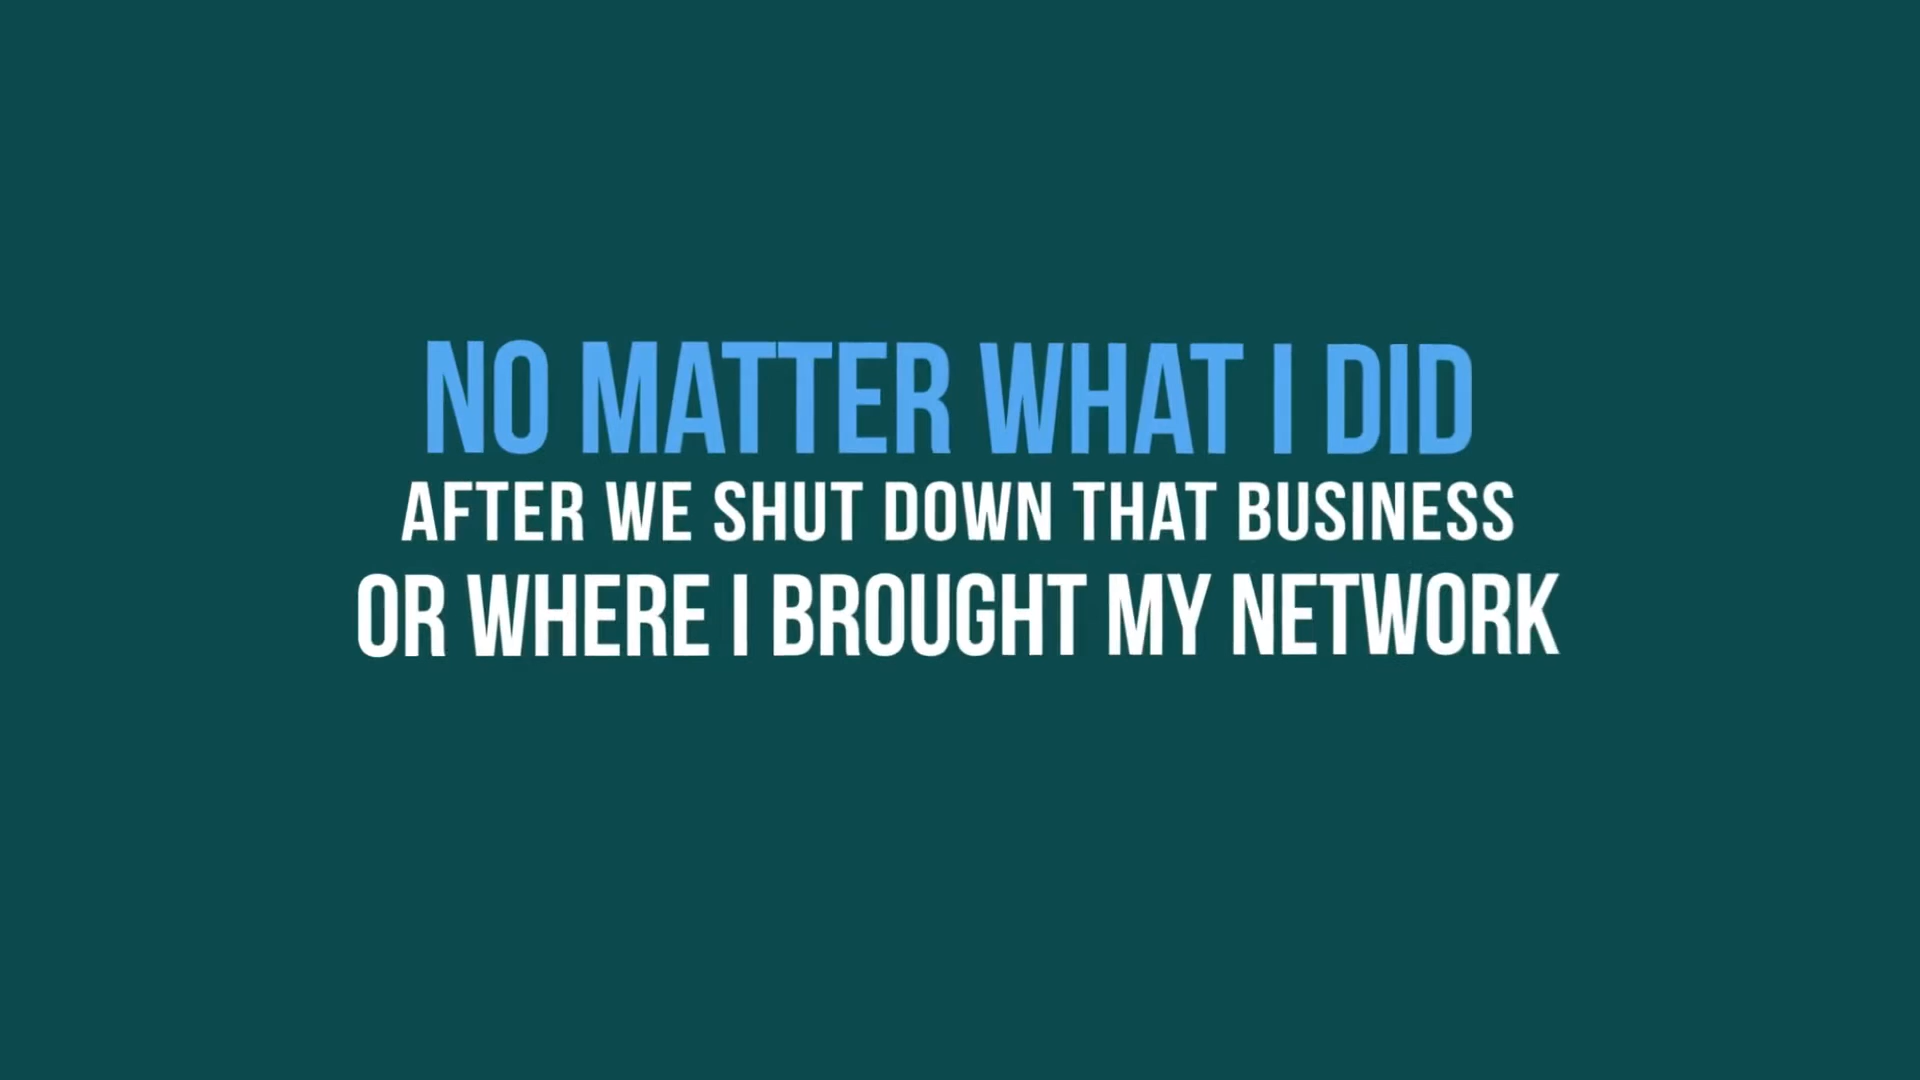 NO MATTER WHAT I DID
AFTER WE SHUT DOWN THAT BUSINESS
OR WHERE I BROUGHT MY NETWORK